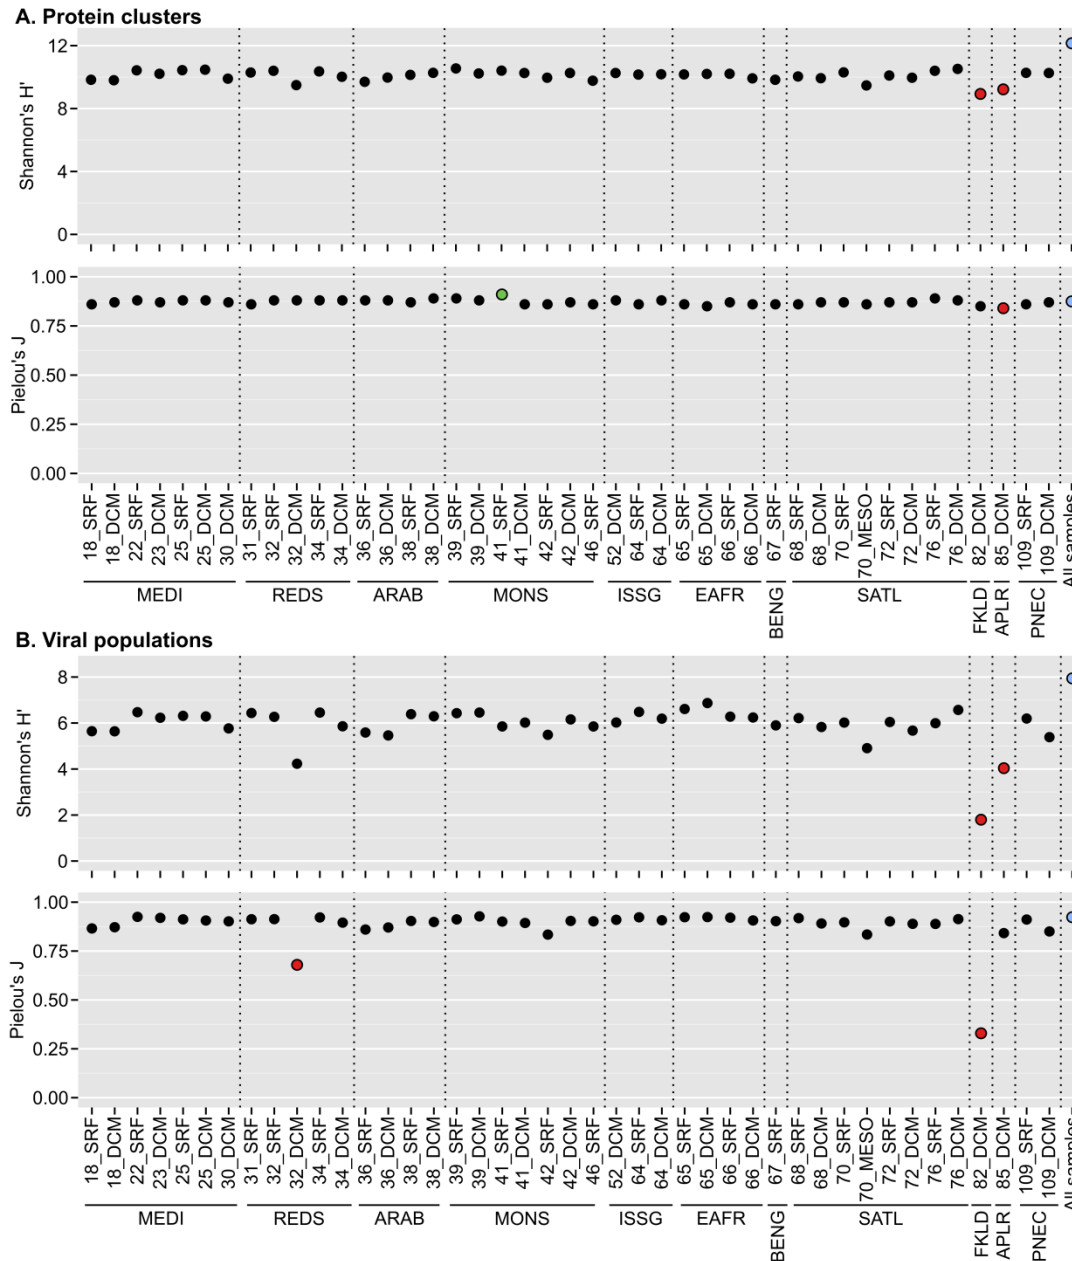 A. Protein clusters
12
8
4
0
Shannon's H'
1.00
0.75
0.50
0.25
0.00
Pielou's J
18_SRF
18_DCM
22_SRF
23_DCM
25_SRF
25_DCM
30_DCM
31_SRF
32_SRF
32_DCM
34_SRF
34_DCM
36_SRF
36_DCM
38_SRF
38_DCM
39_SRF
39_DCM
41_SRF
41_DCM
42_SRF
42_DCM
46_SRF
52_DCM
64_SRF
64_DCM
65_SRF
65_DCM
66_SRF
66_DCM
67_SRF
68_SRF
68_DCM
70_SRF
70_MESO
72_SRF
72_DCM
76_SRF
76_DCM
82_DCM
85_DCM
109_SRF
109_DCM
All samples
MEDI
REDS
ARAB
MONS
ISSG
EAFR
BENG
SATL
FKLD
APLR
PNEC
B. Viral populations
8
6
4
2
0
Shannon's H'
1.00
0.75
0.50
0.25
0.00
Pielou's J
18_SRF
18_DCM
22_SRF
23_DCM
25_SRF
25_DCM
30_DCM
31_SRF
32_SRF
32_DCM
34_SRF
34_DCM
36_SRF
36_DCM
38_SRF
38_DCM
39_SRF
39_SRF
41_SRF
41_DCM
42_SRF
42_DCM
46_SRF
52_DCM
64_SRF
64_DCM
65_SRF
65_DCM
66_SRF
66_DCM
67_SRF
68_SRF
68_DCM
70_SRF
70_MESO
72_SRF
72_DCM
76_SRF
76_DCM
82_DCM
85_DCM
109_SRF
109_DCM
All samples
MEDI
REDS
ARAB
MONS
ISSG
EAFR
BENG
SATL
FKLD
APLR
PNEC